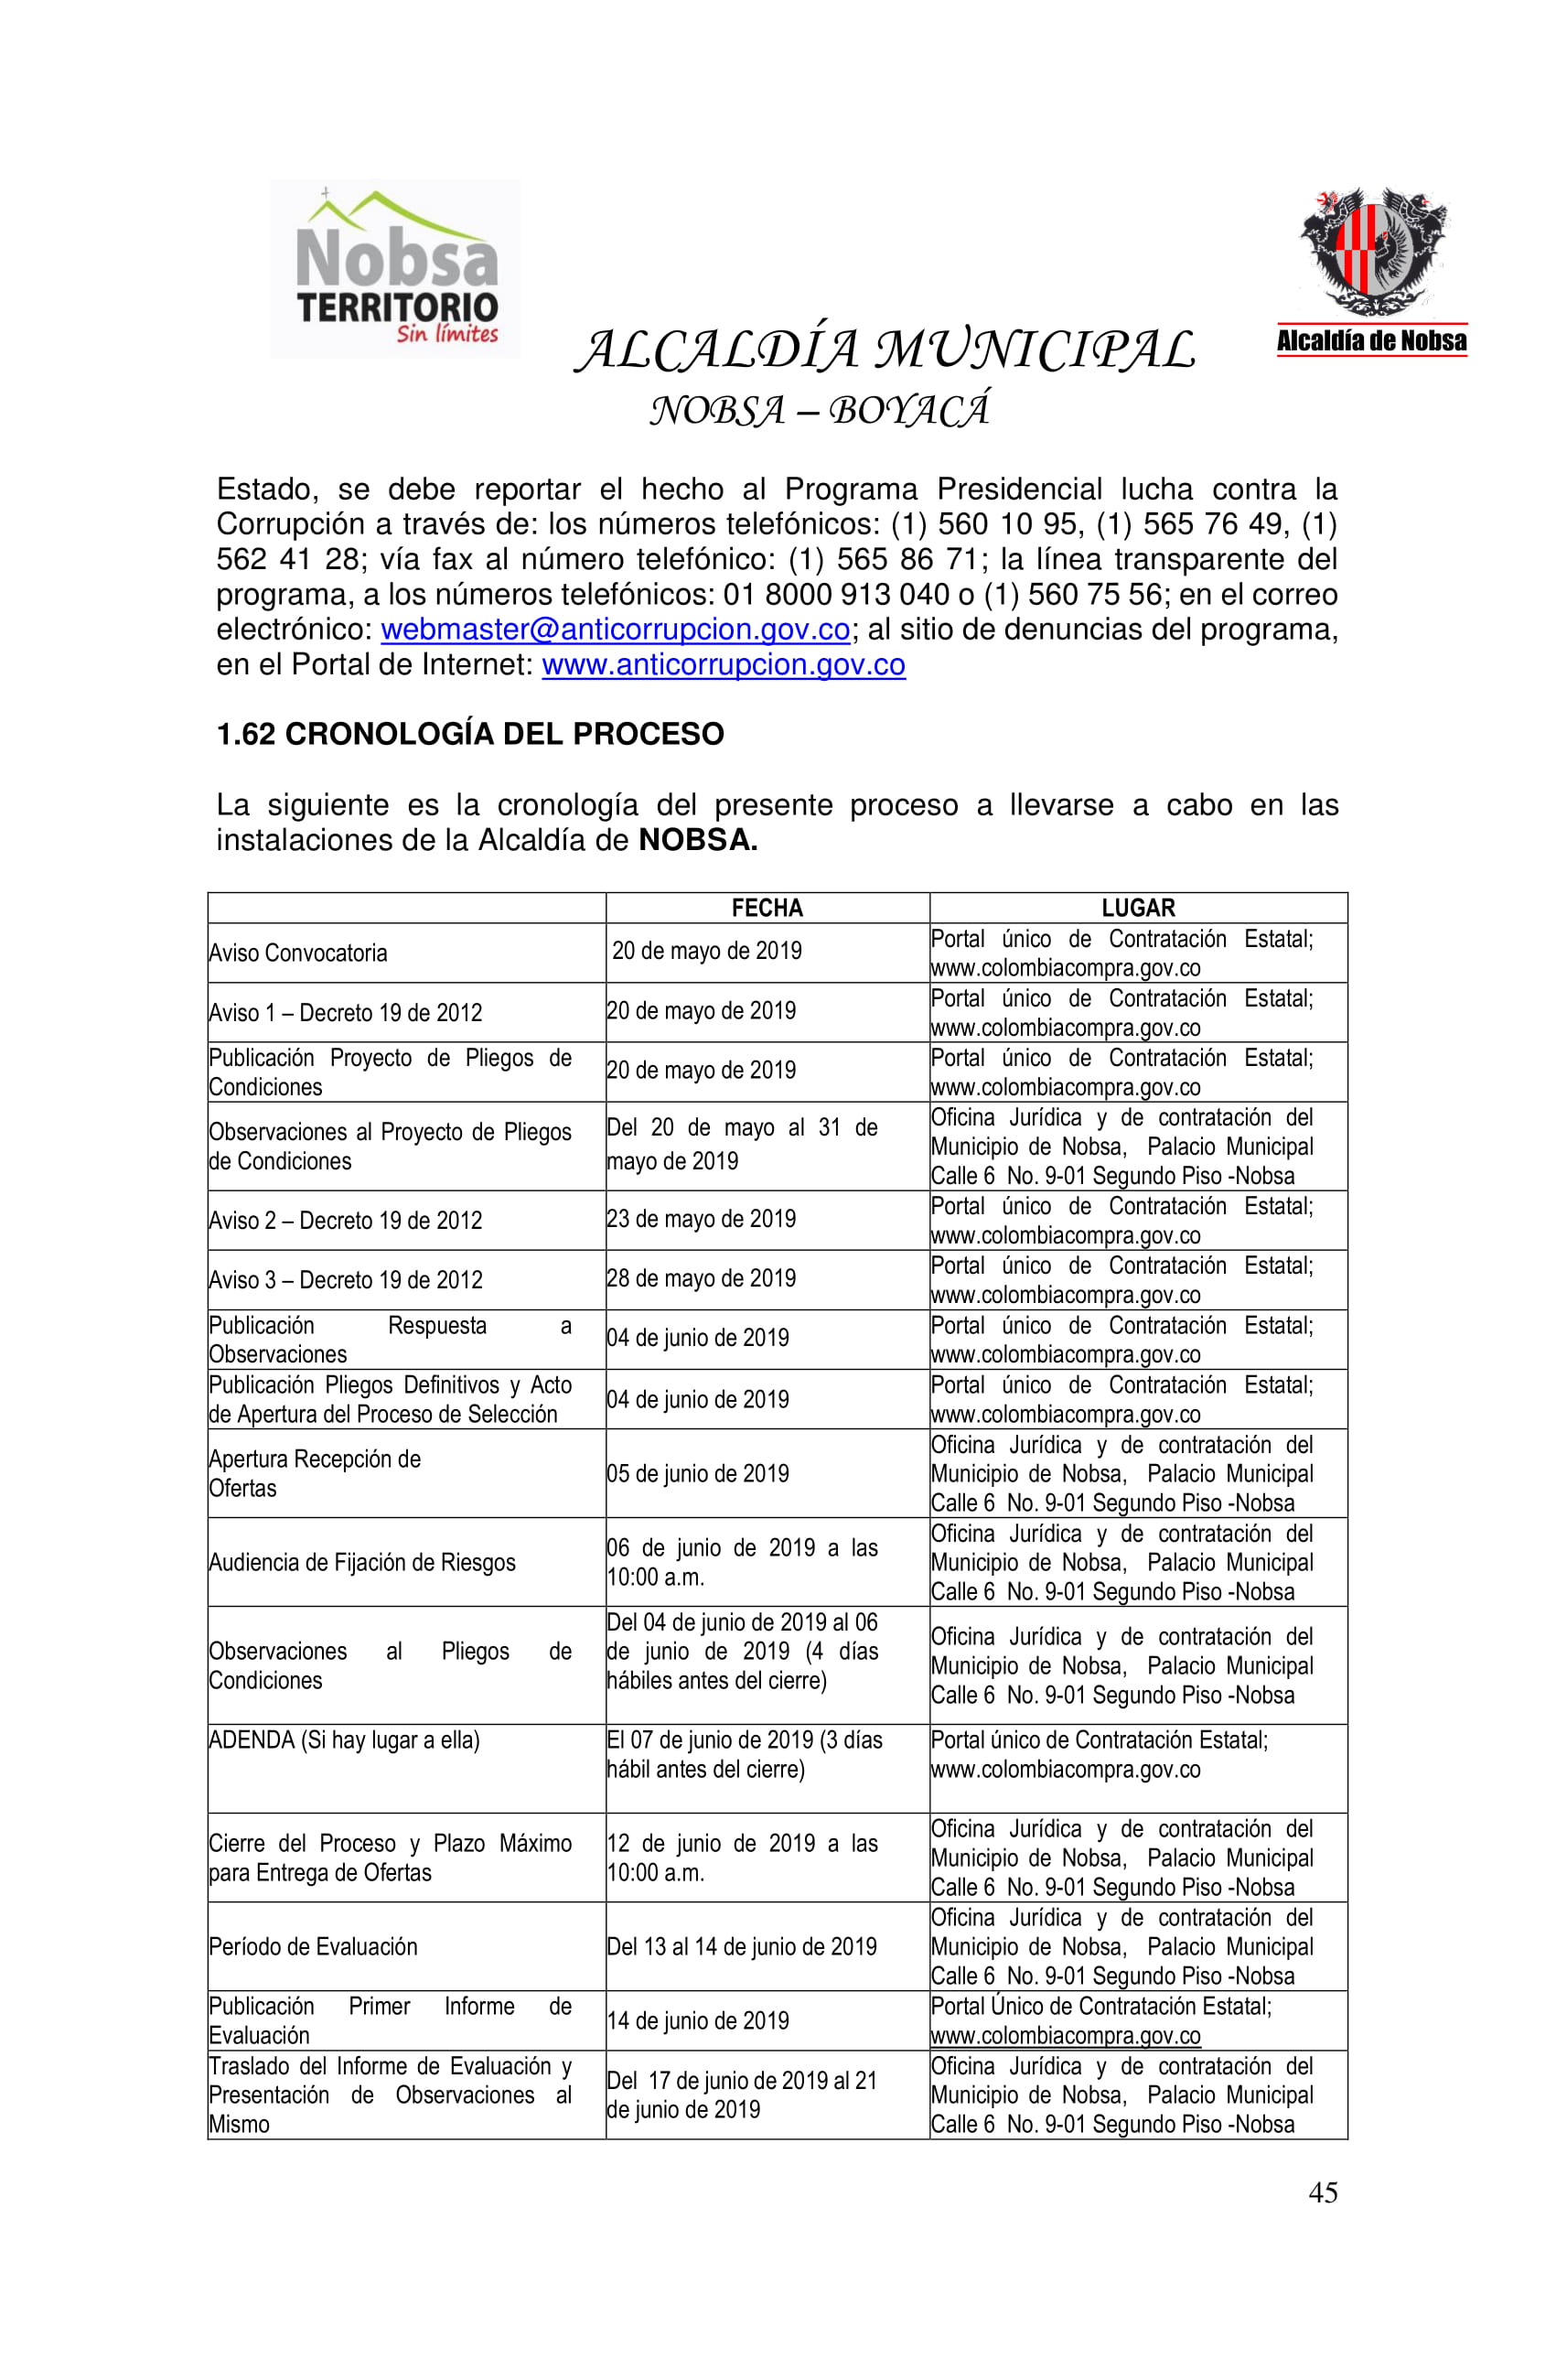 Nobsa
TERRITORIO
Sin límites
Alcaldía de Nobsa
ALCALDÍA MUNICIPAL
NOBSA – BOYACÁ
Estado, se debe reportar el hecho al Programa Presidencial lucha contra la
Corrupción a través de: los números telefónicos: (1) 560 10 95, (1) 565 76 49, (1)
562 41 28; vía fax al número telefónico: (1) 565 86 71; la línea transparente del
programa, a los números telefónicos: 01 8000 913 040 o (1) 560 75 56; en el correo
electrónico: webmaster@anticorrupcion.gov.co; al sitio de denuncias del programa,
en el Portal de Internet: www.anticorrupcion.gov.co
1.62 CRONOLOGÍA DEL PROCESO
La siguiente es la cronología del presente proceso a llevarse a cabo en las
instalaciones de la Alcaldía de NOBSA.
FECHA
LUGAR
Aviso Convocatoria
20 de mayo de 2019
Portal único de Contratación Estatal;
www.colombiacompra.gov.co
Aviso 1 – Decreto 19 de 2012
20 de mayo de 2019
Portal único de Contratación Estatal;
www.colombiacompra.gov.co
Publicación Proyecto de Pliegos de
Condiciones
20 de mayo de 2019
Portal único de Contratación Estatal;
www.colombiacompra.gov.co
Observaciones al Proyecto de Pliegos
de Condiciones
Del 20 de mayo al 31 de
mayo de 2019
Oficina Jurídica y de contratación del
Municipio de Nobsa, Palacio Municipal
Calle 6 No. 9-01 Segundo Piso -Nobsa
Aviso 2 – Decreto 19 de 2012
23 de mayo de 2019
Portal único de Contratación Estatal;
www.colombiacompra.gov.co
Aviso 3 – Decreto 19 de 2012
28 de mayo de 2019
Portal único de Contratación Estatal;
www.colombiacompra.gov.co
Publicación Respuesta a
Observaciones
04 de junio de 2019
Portal único de Contratación Estatal;
www.colombiacompra.gov.co
Publicación Pliegos Definitivos y Acto
de Apertura del Proceso de Selección
04 de junio de 2019
Portal único de Contratación Estatal;
www.colombiacompra.gov.co
Apertura Recepción de
Ofertas
05 de junio de 2019
Oficina Jurídica y de contratación del
Municipio de Nobsa, Palacio Municipal
Calle 6 No. 9-01 Segundo Piso -Nobsa
Audiencia de Fijación de Riesgos
06 de junio de 2019 a las
10:00 a.m.
Oficina Jurídica y de contratación del
Municipio de Nobsa, Palacio Municipal
Calle 6 No. 9-01 Segundo Piso -Nobsa
Observaciones al Pliegos de
Condiciones
Del 04 de junio de 2019 al 06
de junio de 2019 (4 días
hábiles antes del cierre)
Oficina Jurídica y de contratación del
Municipio de Nobsa, Palacio Municipal
Calle 6 No. 9-01 Segundo Piso -Nobsa
ADENDA (Si hay lugar a ella)
El 07 de junio de 2019 (3 días
hábil antes del cierre)
Portal único de Contratación Estatal;
www.colombiacompra.gov.co
Cierre del Proceso y Plazo Máximo
para Entrega de Ofertas
12 de junio de 2019 a las
10:00 a.m.
Oficina Jurídica y de contratación del
Municipio de Nobsa, Palacio Municipal
Calle 6 No. 9-01 Segundo Piso -Nobsa
Período de Evaluación
Del 13 al 14 de junio de 2019
Oficina Jurídica y de contratación del
Municipio de Nobsa, Palacio Municipal
Calle 6 No. 9-01 Segundo Piso -Nobsa
Publicación Primer Informe de
Evaluación
14 de junio de 2019
Portal Único de Contratación Estatal;
www.colombiacompra.gov.co
Traslado del Informe de Evaluación y
Presentación de Observaciones al
Mismo
Del 17 de junio de 2019 al 21
de junio de 2019
Oficina Jurídica y de contratación del
Municipio de Nobsa, Palacio Municipal
Calle 6 No. 9-01 Segundo Piso -Nobsa
45